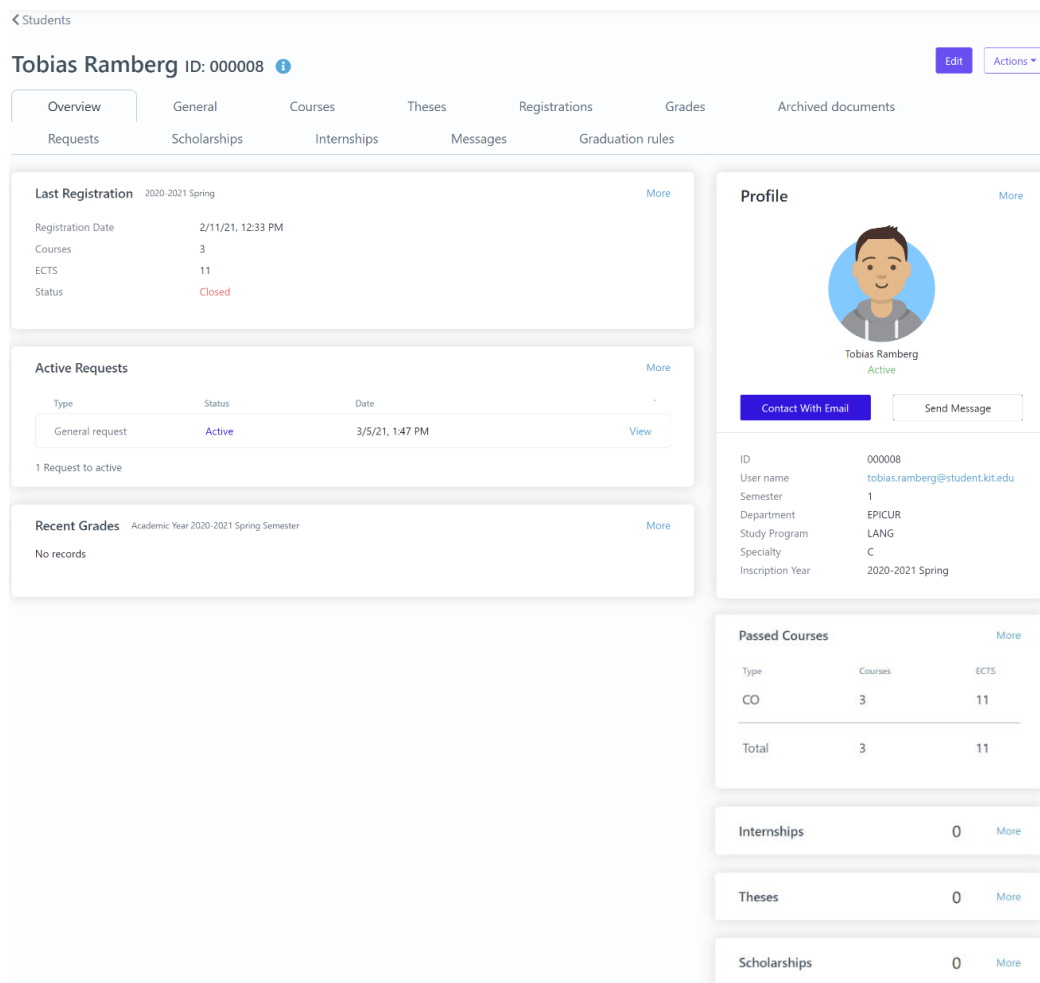 Students
Tobias Ramberg ID: 000008
Edit
Actions
Overview General Courses Theses Registrations Grades Archived documents
Requests Scholarships Internships Messages Graduation rules
Last Registration 2020-2021 Spring More
Registration Date 2/11/21, 12:33 PM
Courses 3
ECTS 11
Status Closed
Active Requests More
Type Status Date
General request Active 3/5/21, 1:47 PM View
1 Request to active
Recent Grades Academic Year 2020-2021 Spring Semester More
No records
Profile More
Tobias Ramberg
Active
Contact With Email Send Message
ID 000008
User name tobias.ramberg@student.kit.edu
Semester 1
Department EPICUR
Study Program LANG
Specialty C
Inscription Year 2020-2021 Spring
Passed Courses More
Type Courses ECTS
CO 3 11
Total 3 11
Internships 0 More
Theses 0 More
Scholarships 0 More